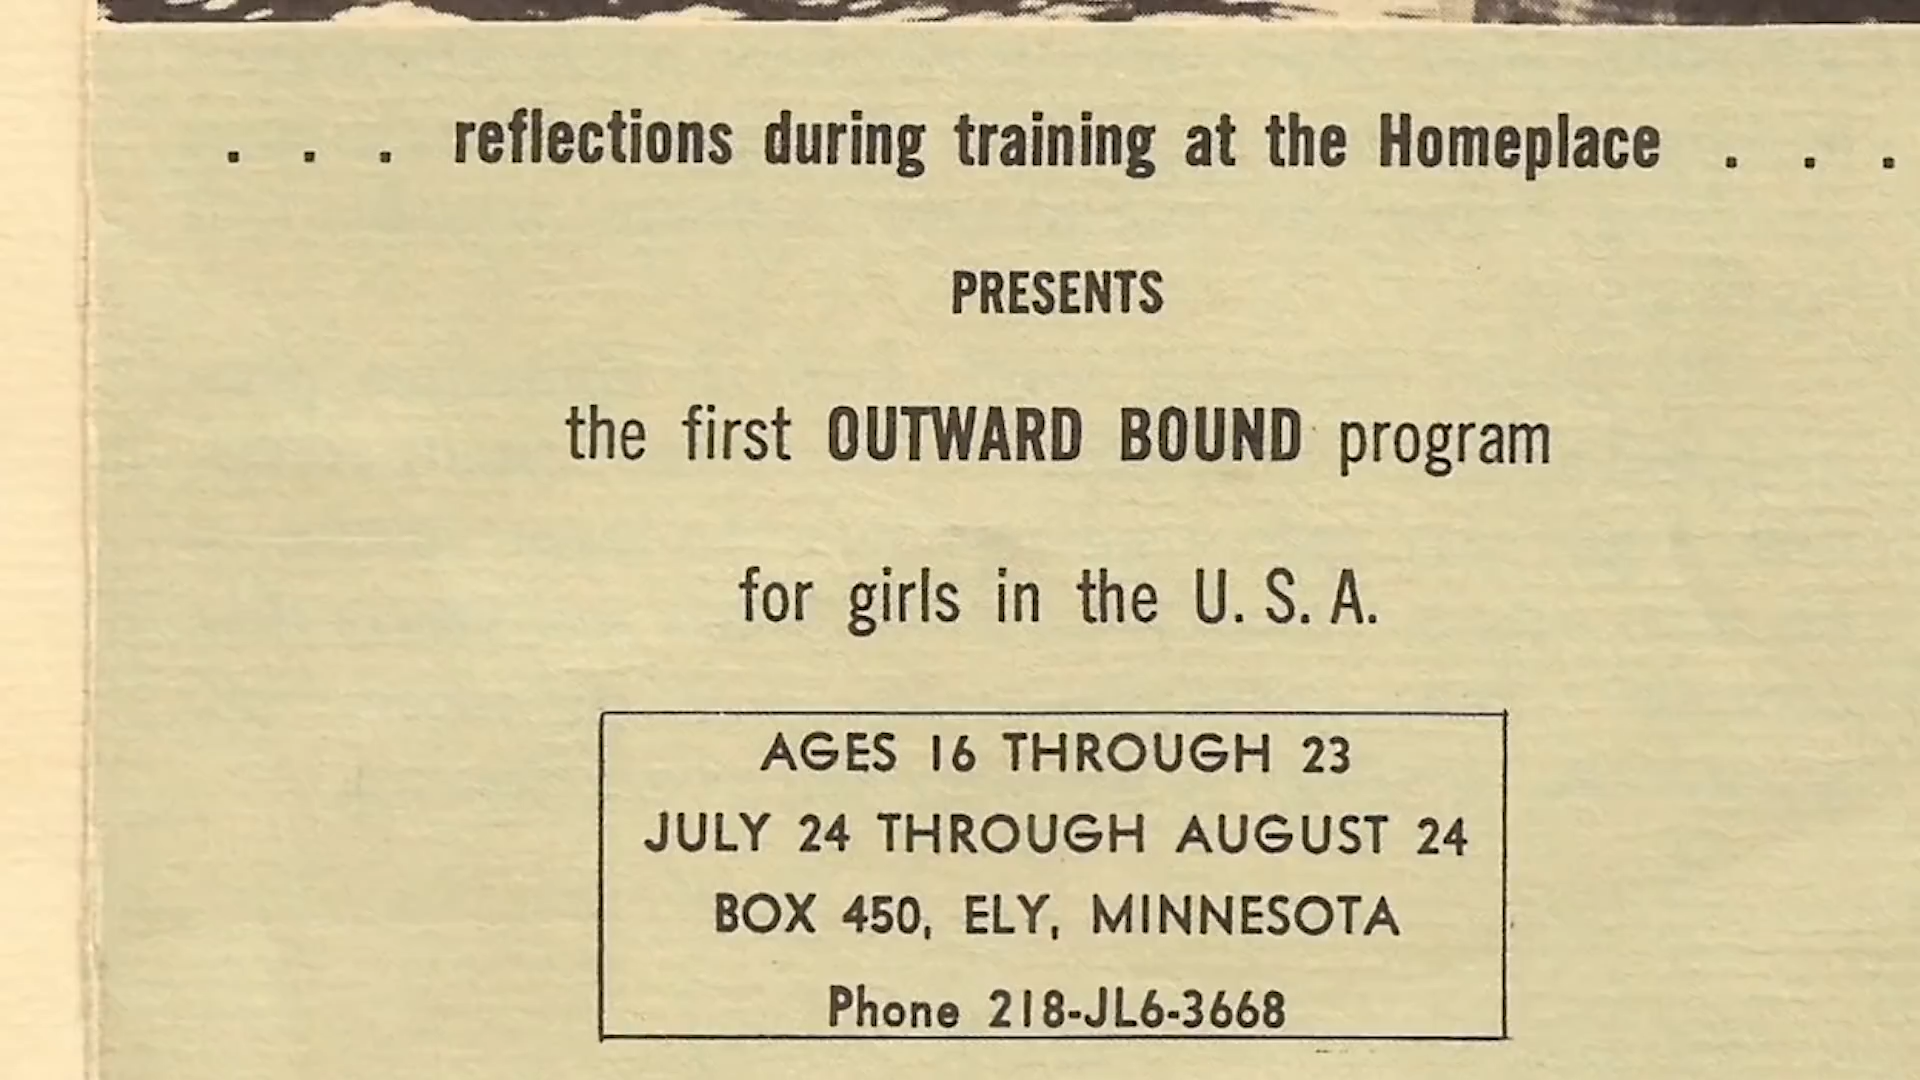 . . . reflections during training at the Homeplace . . .
PRESENTS
the first OUTWARD BOUND program
for girls in the U. S. A.
AGES 16 THROUGH 23
JULY 24 THROUGH AUGUST 24
BOX 450, ELY, MINNESOTA
Phone 218-JL6-3668